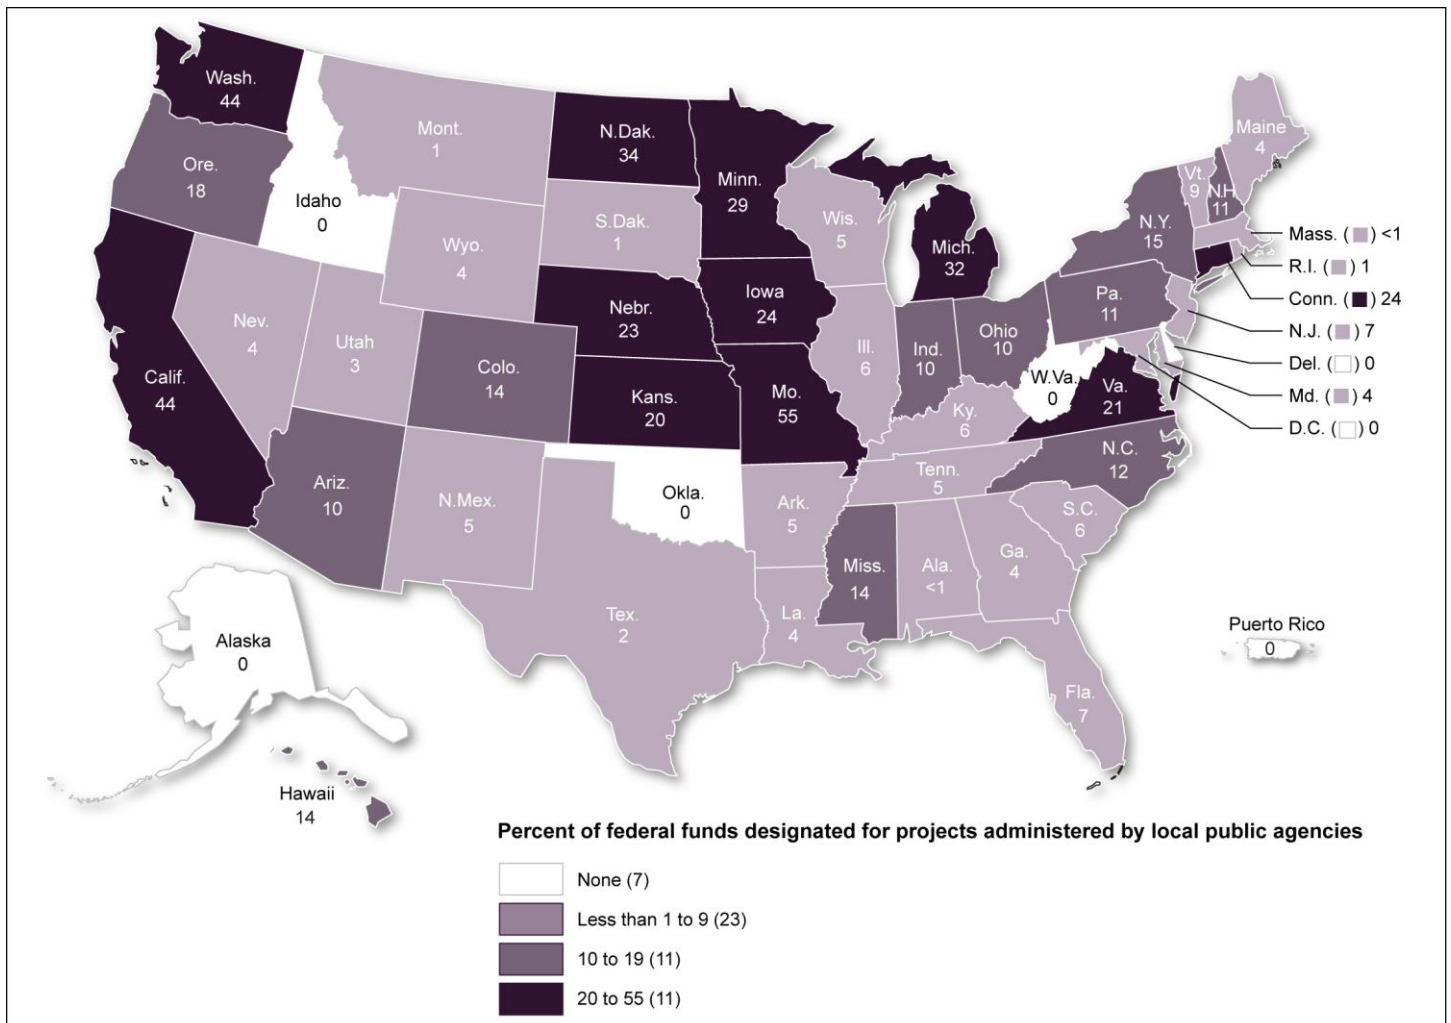 Wash.
44
Ore.
18
Calif.
44
Idaho
0
Nev.
4
Mont.
1
Wyo.
4
Utah
3
Ariz.
10
Colo.
14
N.Mex.
5
N.Dak.
34
S.Dak.
1
Nebr.
23
Kans.
20
Okla.
0
Tex.
2
Minn.
29
Iowa
24
Mo.
55
Ark.
5
La.
4
Wis.
5
Ill.
6
Mich.
32
Ind.
10
Ohio
10
Ky.
6
Tenn.
5
Miss.
14
Ala.
<1
Ga.
4
Fla.
7
S.C.
6
N.C.
12
Va.
21
W.Va.
0
Pa.
11
N.Y.
15
Vt.
9
N.H
11
Maine
4
Mass. ( ) <1
R.I. ( ) 1
Conn. ( ) 24
N.J. ( ) 7
Del. ( ) 0
Md. ( ) 4
D.C. ( ) 0
Alaska
0
Hawaii
14
Puerto Rico
0
Percent of federal funds designated for projects administered by local public agencies
None (7)
Less than 1 to 9 (23)
10 to 19 (11)
20 to 55 (11)